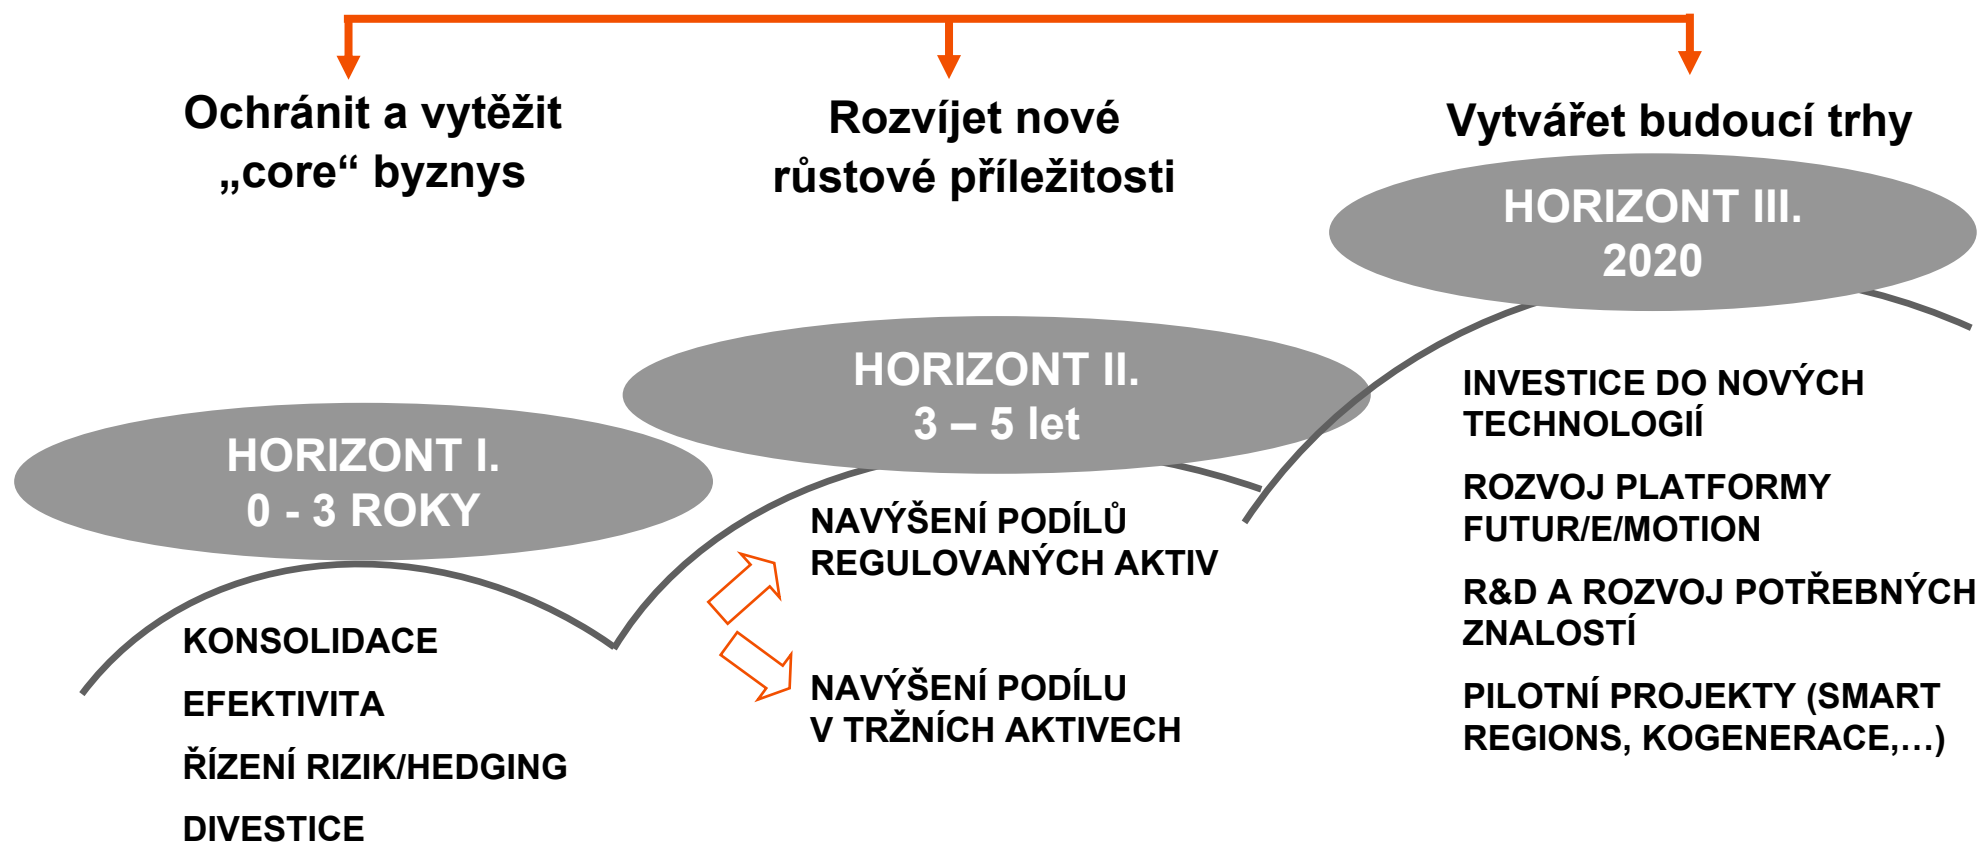 Ochránit a vytěžit
„core“ byznys
Rozvíjet nové
růstové příležitosti
Vytvářet budoucí trhy
HORIZONT I.
0 - 3 ROKY
HORIZONT II.
3 – 5 let
HORIZONT III.
2020
KONSOLIDACE
EFEKTIVITA
ŘÍZENÍ RIZIK/HEDGING
DIVESTICE
NAVÝŠENÍ PODÍLŮ
REGULOVANÝCH AKTIV
NAVÝŠENÍ PODÍLU
V TRŽNÍCH AKTIVECH
INVESTICE DO NOVÝCH
TECHNOLOGIÍ
ROZVOJ PLATFORMY
FUTUR/E/MOTION
R&D A ROZVOJ POTŘEBNÝCH
ZNALOSTÍ
PILOTNÍ PROJEKTY (SMART
REGIONS, KOGENERACE,…)